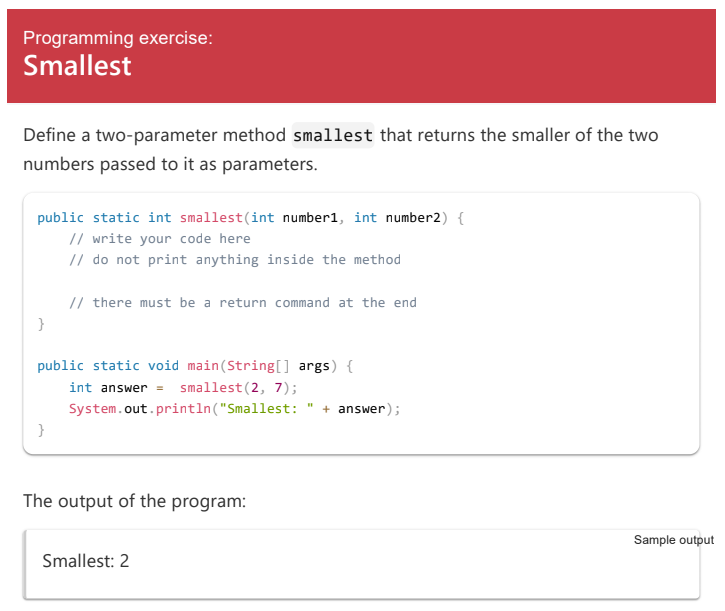 Programming exercise:
Smallest
Define a two-parameter method smallest that returns the smaller of the two
numbers passed to it as parameters.
public static int smallest(int number1, int number2) {
    // write your code here
    // do not print anything inside the method

    // there must be a return command at the end
}

public static void main(String[] args) {
    int answer =  smallest(2, 7);
    System.out.println("Smallest: " + answer);
}
The output of the program:
Sample output
Smallest: 2